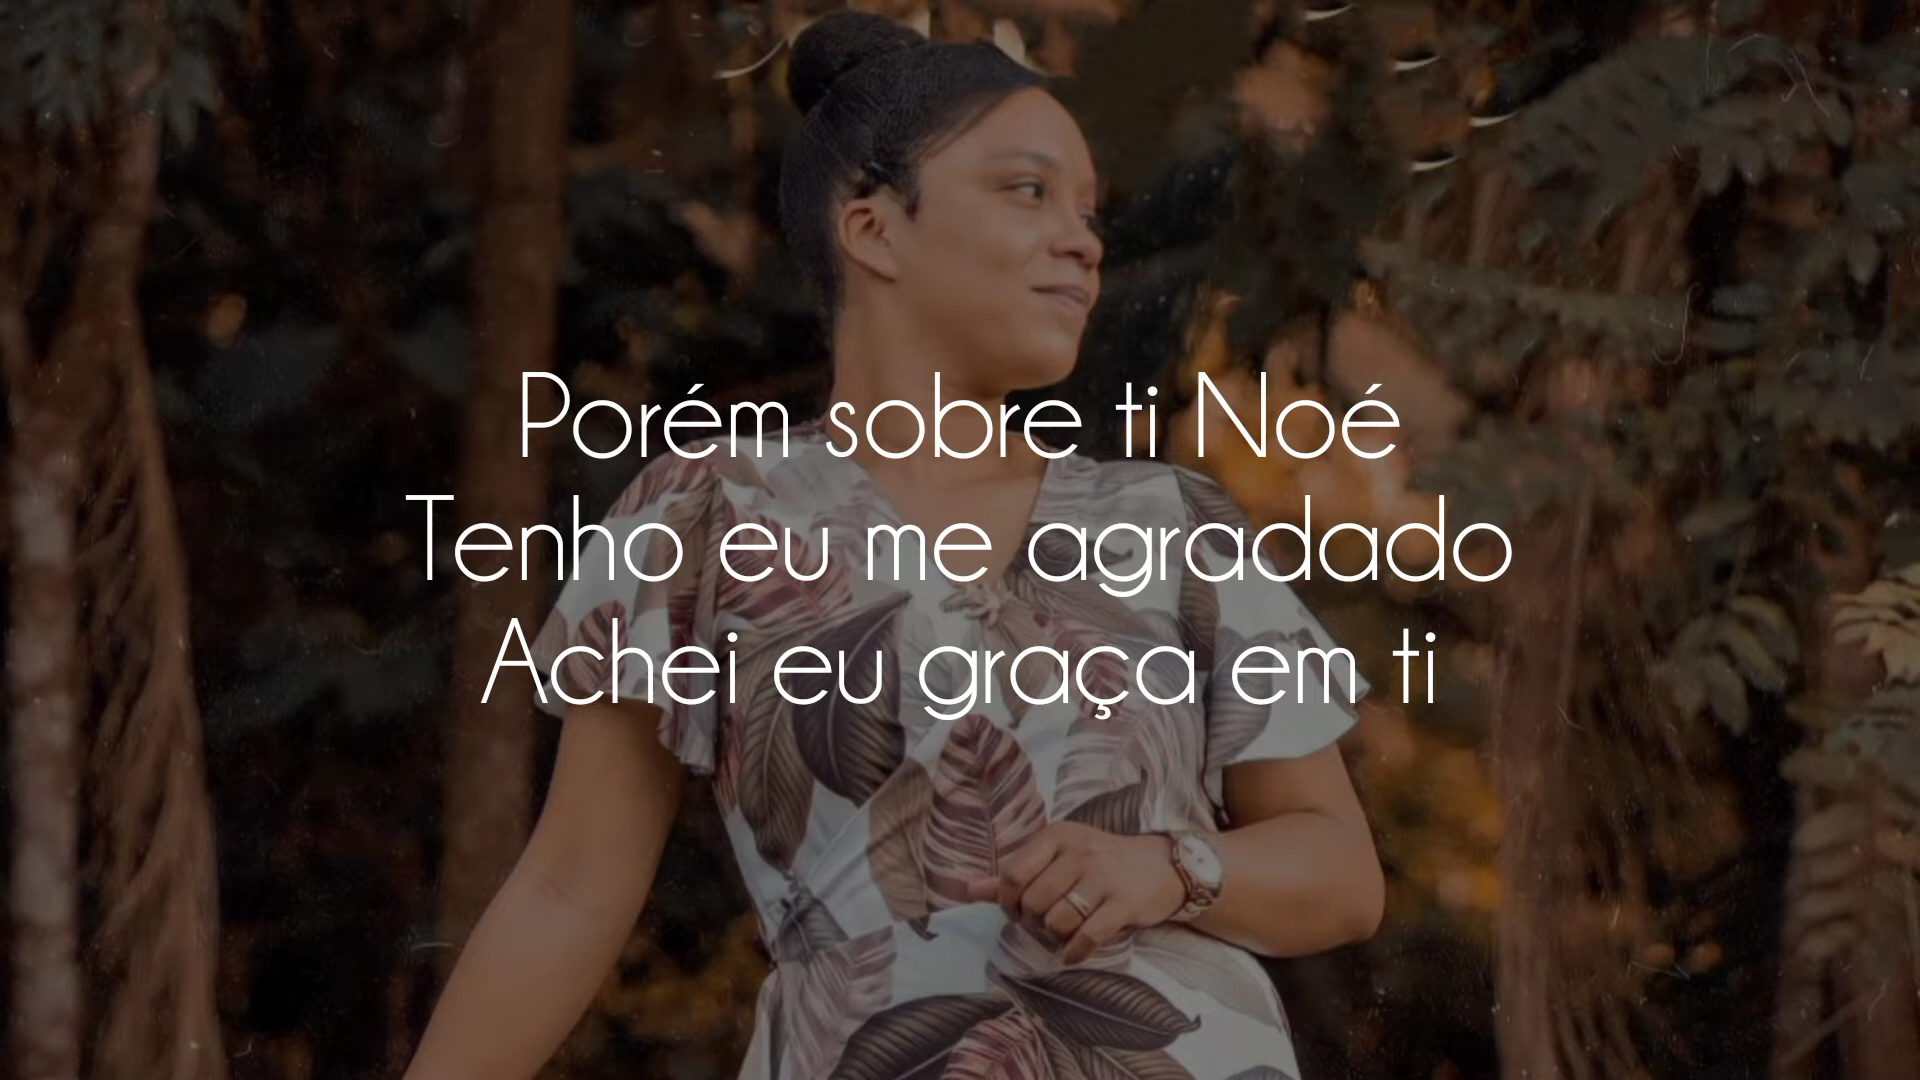 Porém sobre ti Noé
Tenho eu me agradado
Achei eu graça em ti